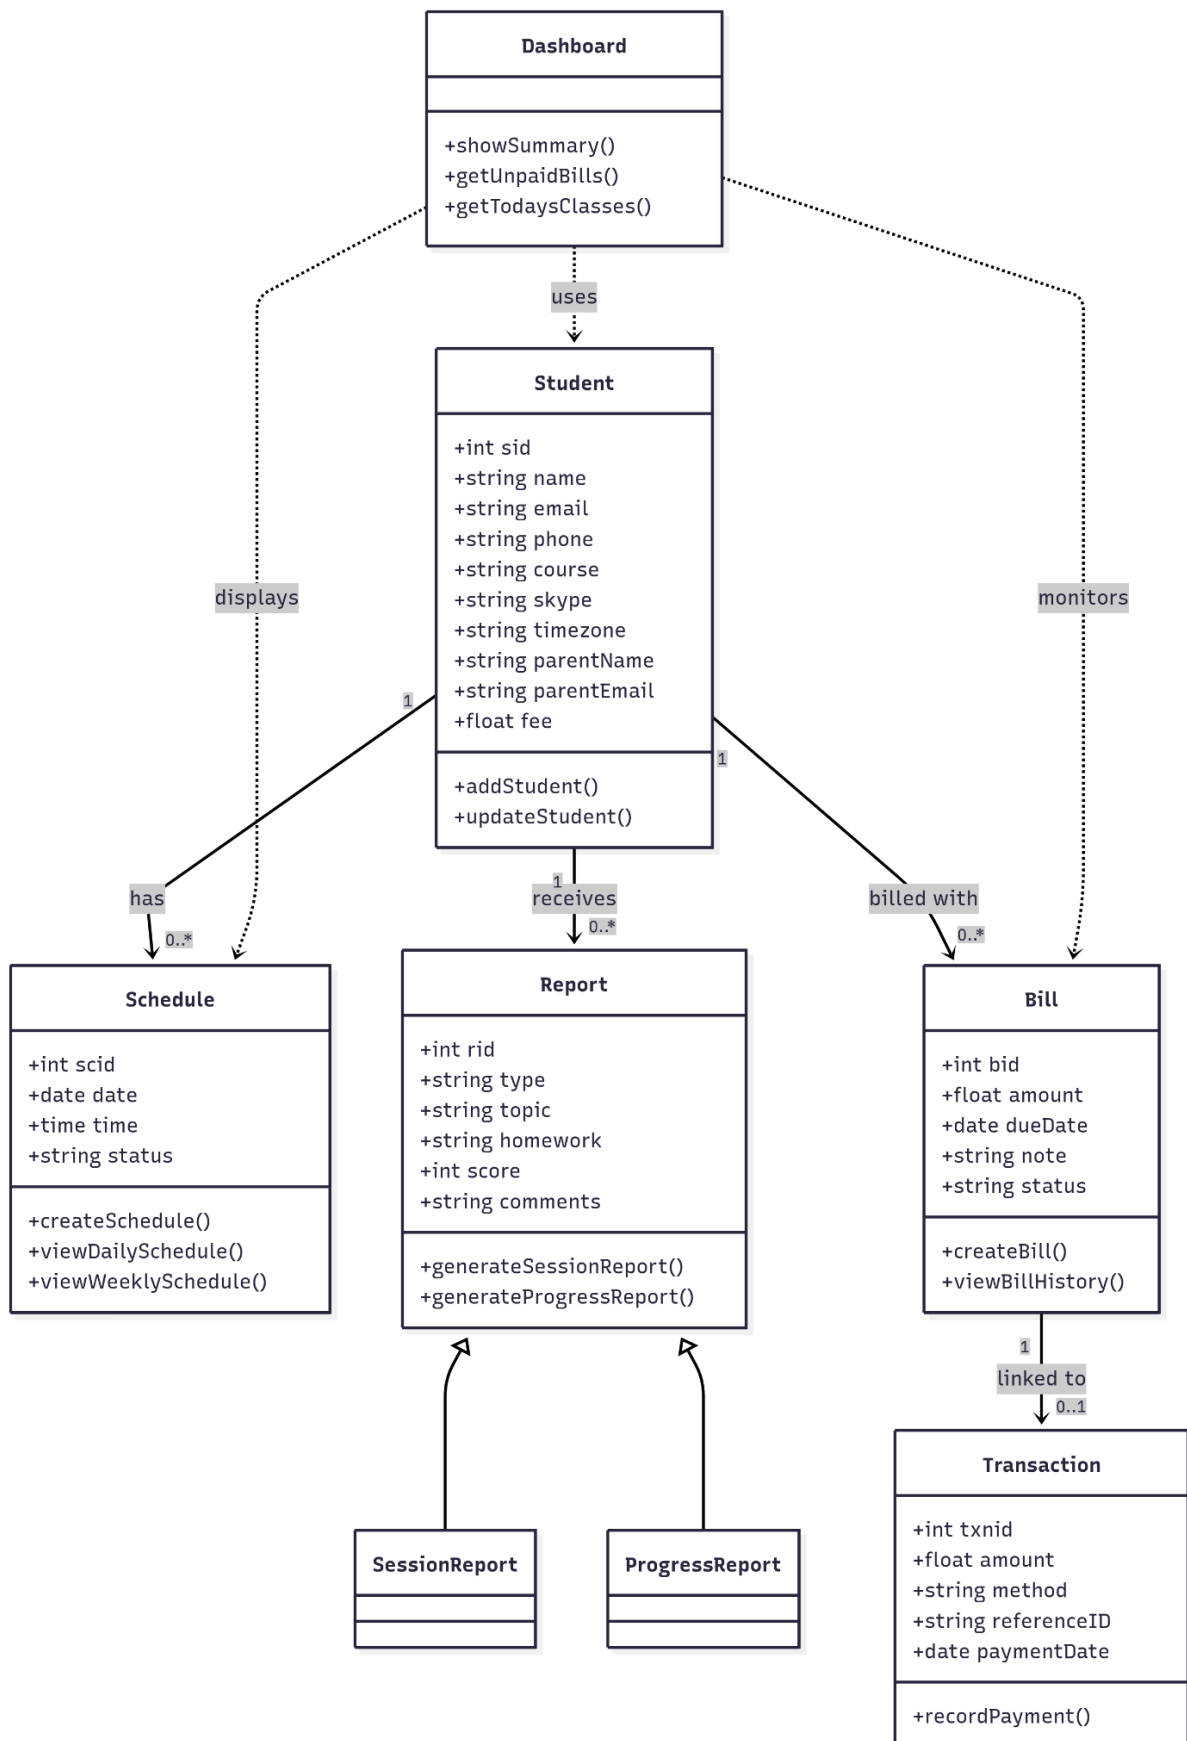 Dashboard
+showSummary()
+getUnpaidBills()
+getTodaysClasses()
uses
displays
monitors
Student
+int sid
+string name
+string email
+string phone
+string course
+string skype
+string timezone
+string parentName
+string parentEmail
+float fee
+addStudent()
+updateStudent()
1
has
0..*
1
receives
0..*
1
billed with
0..*
Schedule
+int scid
+date date
+time time
+string status
+createSchedule()
+viewDailySchedule()
+viewWeeklySchedule()
Report
+int rid
+string type
+string topic
+string homework
+int score
+string comments
+generateSessionReport()
+generateProgressReport()
Bill
+int bid
+float amount
+date dueDate
+string note
+string status
+createBill()
+viewBillHistory()
1
linked to
0..1
SessionReport
ProgressReport
Transaction
+int txnid
+float amount
+string method
+string referenceID
+date paymentDate
+recordPayment()